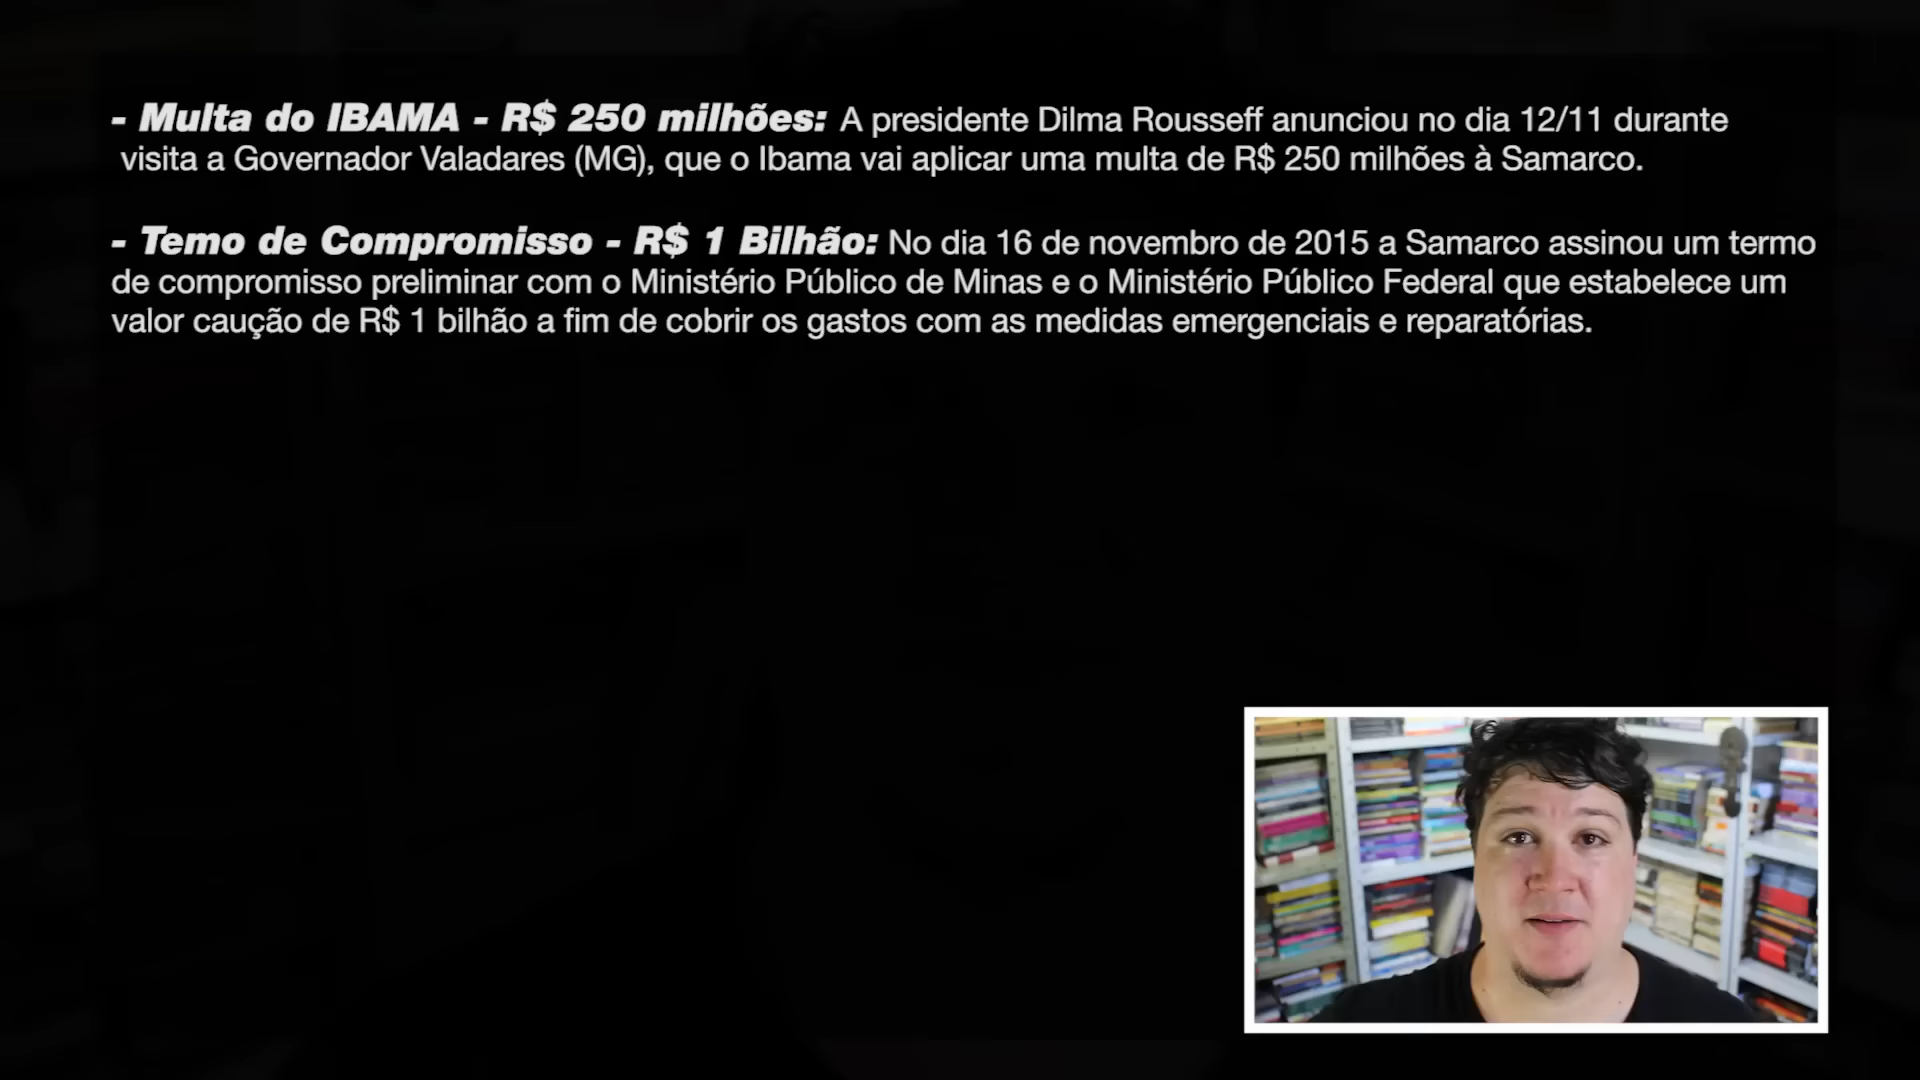 - Multa do IBAMA - R$ 250 milhões: A presidente Dilma Rousseff anunciou no dia 12/11 durante
visita a Governador Valadares (MG), que o Ibama vai aplicar uma multa de R$ 250 milhões à Samarco.
- Temo de Compromisso - R$ 1 Bilhão: No dia 16 de novembro de 2015 a Samarco assinou um termo
de compromisso preliminar com o Ministério Público de Minas e o Ministério Público Federal que estabelece um
valor caução de R$ 1 bilhão a fim de cobrir os gastos com as medidas emergenciais e reparatórias.